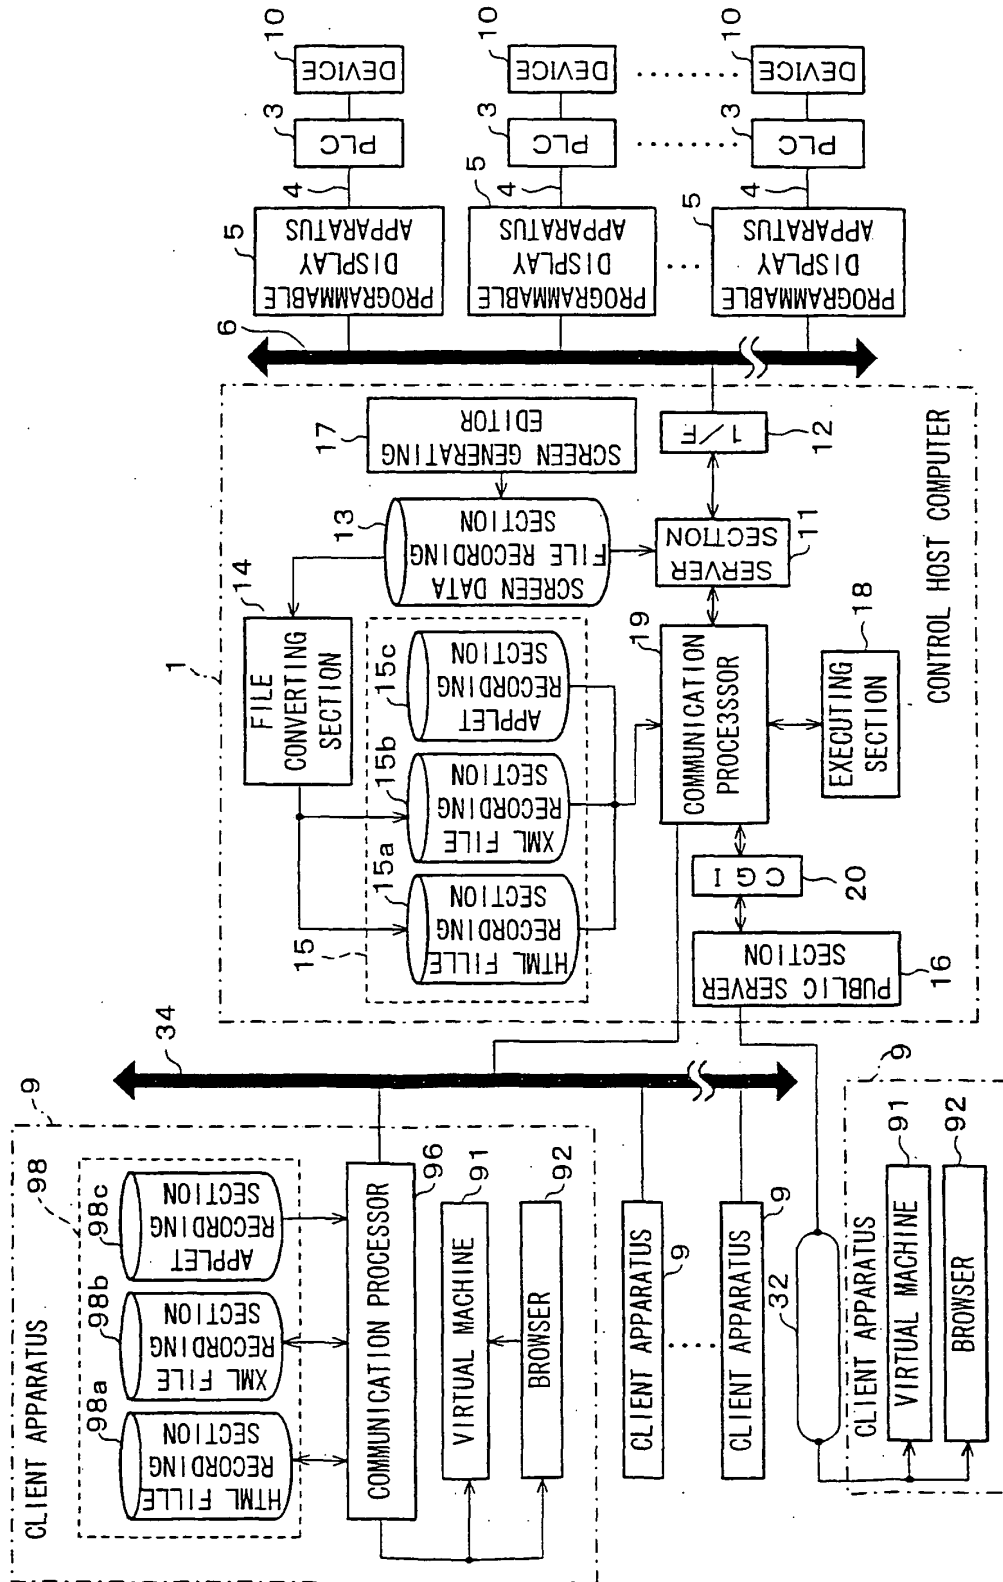 CLIENT APPARATUS
9
98
98a
HTML FILLE
RECORDING
SECTION
98b
XML FILE
RECORDING
SECTION
98c
APPLET
RECORDING
SECTION
COMMUNICATION PROCESSOR
96
VIRTUAL MACHINE
91
BROWSER
92
CLIENT APPARATUS
9
CLIENT APPARATUS
9
32
CLIENT APPARATUS
9
VIRTUAL MACHINE
91
BROWSER
92
34
1
15
15a
HTML FILLE
RECORDING
SECTION
15b
XML FILE
RECORDING
SECTION
15c
APPLET
RECORDING
SECTION
FILE
CONVERTING
SECTION
14
13
SCREEN DATA
FILE RECORDING
SECTION
17
SCREEN GENERATING
EDITOR
PUBLIC SERVER
SECTION
16
CGI
20
COMMUNICATION
PROCE3SSOR
19
EXECUTING
SECTION
18
SERVER
SECTION
11
1/F
12
CONTROL HOST COMPUTER
6
PROGRAMMABLE
DISPLAY
APPARATUS
5
4
PLC
3
DEVICE
10
PROGRAMMABLE
DISPLAY
APPARATUS
5
4
PLC
3
DEVICE
10
PROGRAMMABLE
DISPLAY
APPARATUS
5
4
PLC
3
DEVICE
10